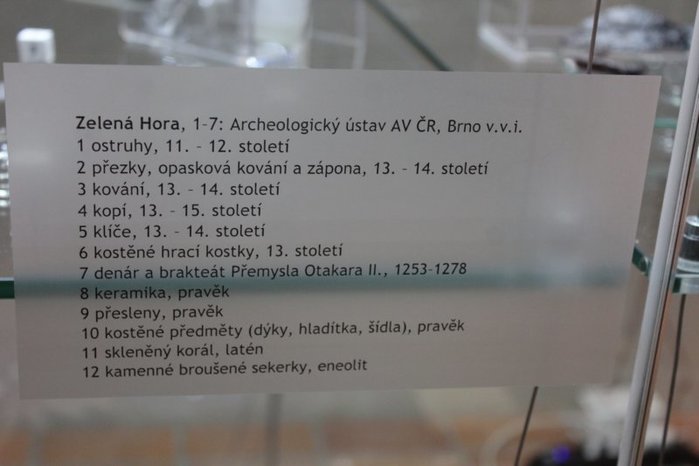 Zelená Hora, 1-7: Archeologický ústav AV ČR, Brno v.v.i.
1 ostruhy, 11. - 12. století
2 přezky, opasková kování a zápona, 13. - 14. století
3 kování, 13. - 14. století
4 kopí, 13. - 15. století
5 klíče, 13. - 14. století
6 kostěné hrací kostky, 13. století
7 denár a brakteát Přemysla Otakara II., 1253-1278
8 keramika, pravěk
9 přesleny, pravěk
10 kostěné předměty (dýky, hladítka, šídla), pravěk
11 skleněný korál, latén
12 kamenné broušené sekerky, eneolit